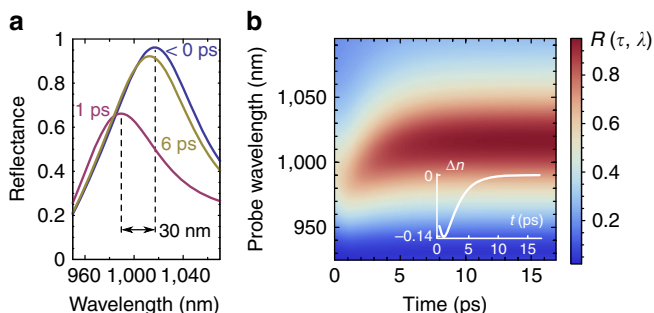 a
1
0.8
0.6
0.4
0.2
0
Reflectance
< 0 ps
1 ps
6 ps
30 nm
960 1,000 1,040
Wavelength (nm)
b
Probe wavelength (nm)
1,050
1,000
950
0 5 10 15
Time (ps)
Δn
0
−0.14
t (ps)
0 5 10 15
R (τ, λ)
0.8
0.6
0.4
0.2